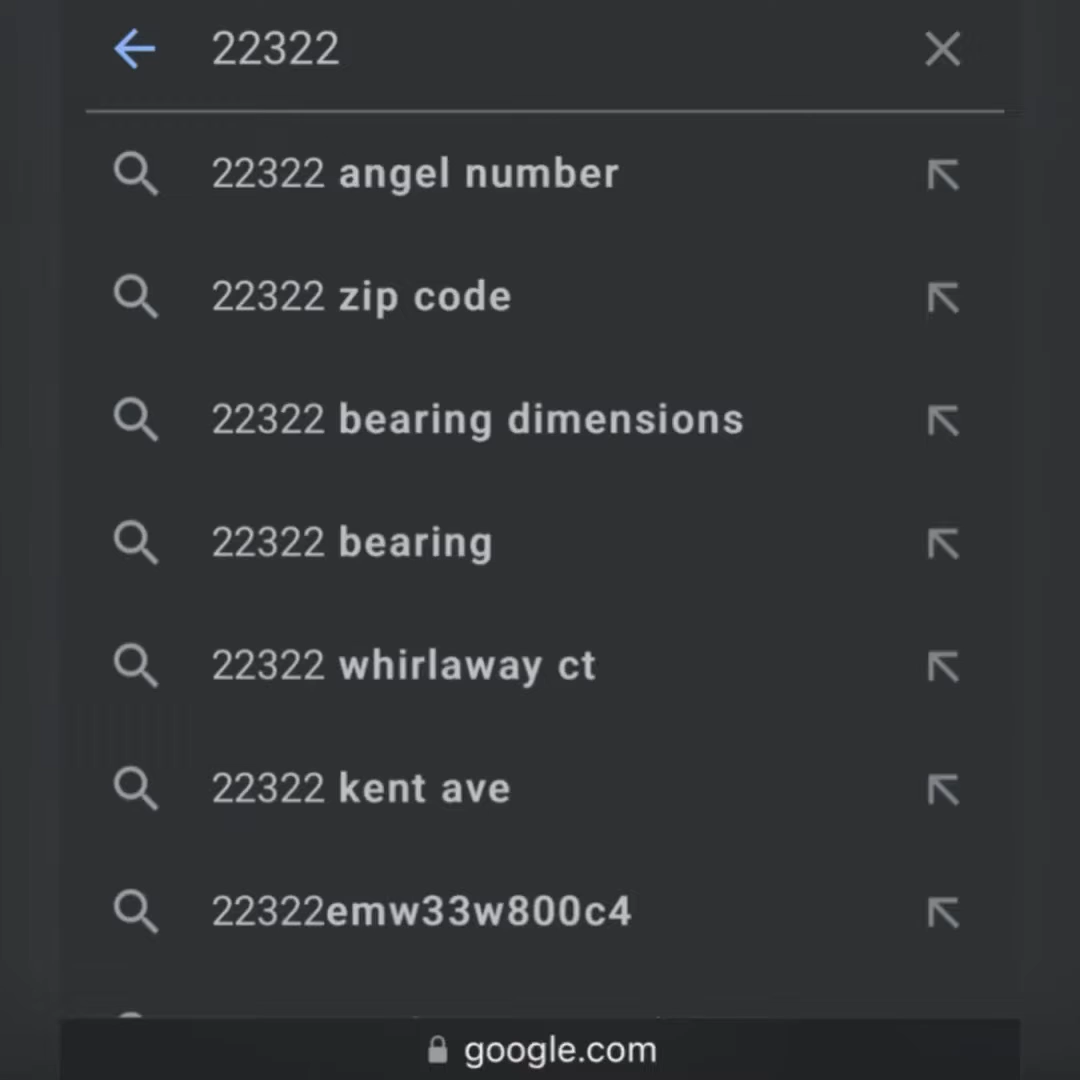 22322
22322 angel number
22322 zip code
22322 bearing dimensions
22322 bearing
22322 whirlaway ct
22322 kent ave
22322emw33w800c4
google.com